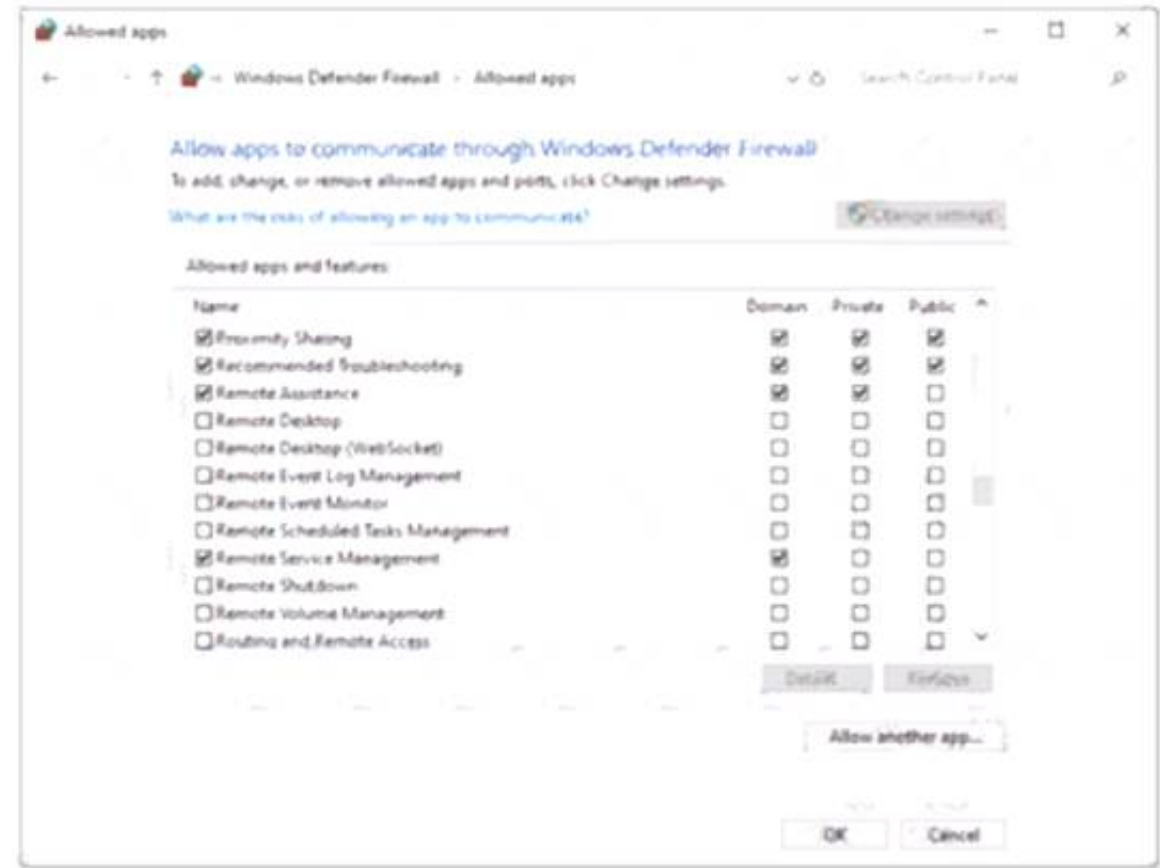 Allowed apps
Windows Defender Firewall Allowed apps
Search Control Panel
Allow apps to communicate through Windows Defender Firewall
To add, change, or remove allowed apps and ports, click Change settings.
What are the risks of allowing an app to communicate?
Change settings
Allowed apps and features:
Name Domain Private Public
Proximity Sharing
Recommended Troubleshooting
Remote Assistance
Remote Desktop
Remote Desktop (WebSocket)
Remote Event Log Management
Remote Event Monitor
Remote Scheduled Tasks Management
Remote Service Management
Remote Shutdown
Remote Volume Management
Routing and Remote Access
Details... Remove
Allow another app...
OK Cancel